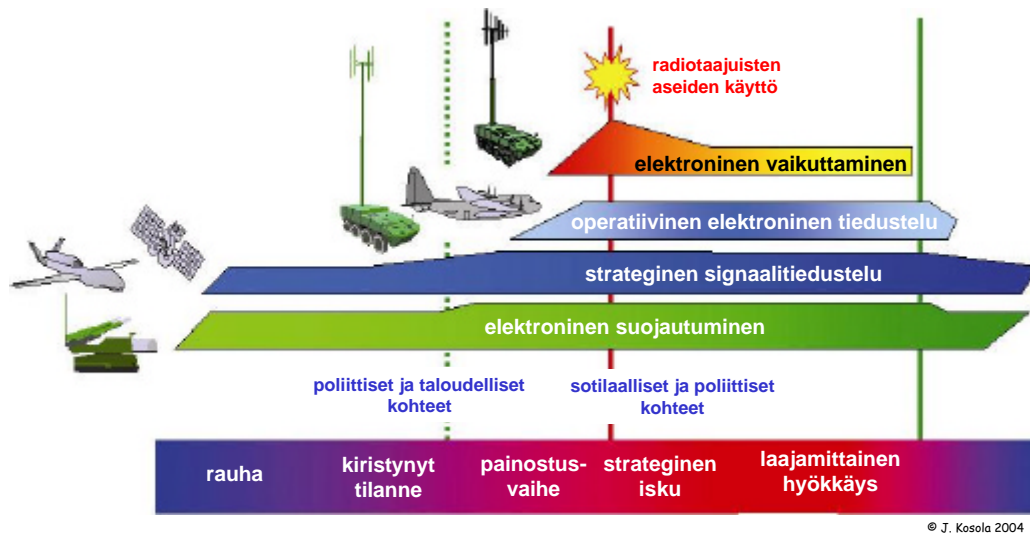 radiotaajuisten
aseiden käyttö
elektroninen vaikuttaminen
operatiivinen elektroninen tiedustelu
strateginen signaalitiedustelu
elektroninen suojautuminen
poliittiset ja taloudelliset
kohteet
sotilaalliset ja poliittiset
kohteet
rauha
kiristynyt
tilanne
painostus-
vaihe
strateginen
isku
laajamittainen
hyökkäys
© J. Kosola 2004